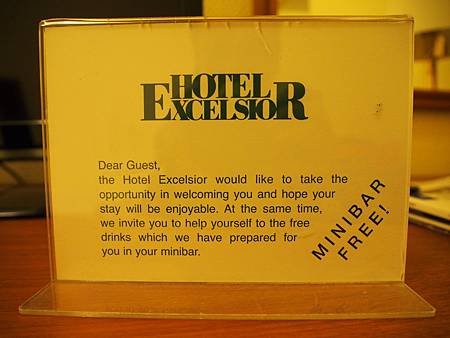 HOTEL
EXCELSIOR
Dear Guest,
the Hotel Excelsior would like to take the
opportunity in welcoming you and hope your
stay will be enjoyable. At the same time,
we invite you to help yourself to the free
drinks which we have prepared for
you in your minibar.
MINIBAR
FREE!